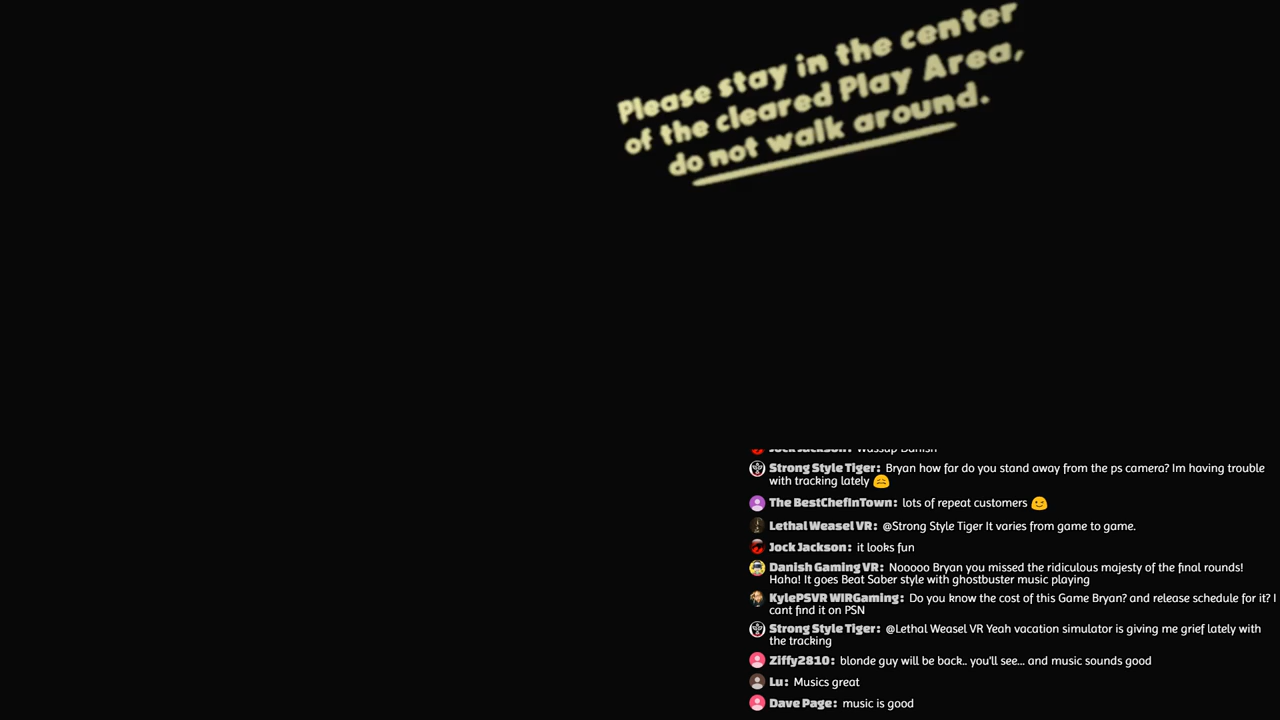 Please stay in the center
of the cleared Play Area,
do not walk around.
Jock Jackson: Wassup Danish
Strong Style Tiger: Bryan how far do you stand away from the ps camera? Im having trouble
with tracking lately
The BestChefInTown: lots of repeat customers
Lethal Weasel VR: @Strong Style Tiger It varies from game to game.
Jock Jackson: it looks fun
Danish Gaming VR: Nooooo Bryan you missed the ridiculous majesty of the final rounds!
Haha! It goes Beat Saber style with ghostbuster music playing
KylePSVR WIRGaming: Do you know the cost of this Game Bryan? and release schedule for it? I
cant find it on PSN
Strong Style Tiger: @Lethal Weasel VR Yeah vacation simulator is giving me grief lately with
the tracking
Ziffy2810: blonde guy will be back.. you'll see... and music sounds good
Lu: Musics great
Dave Page: music is good